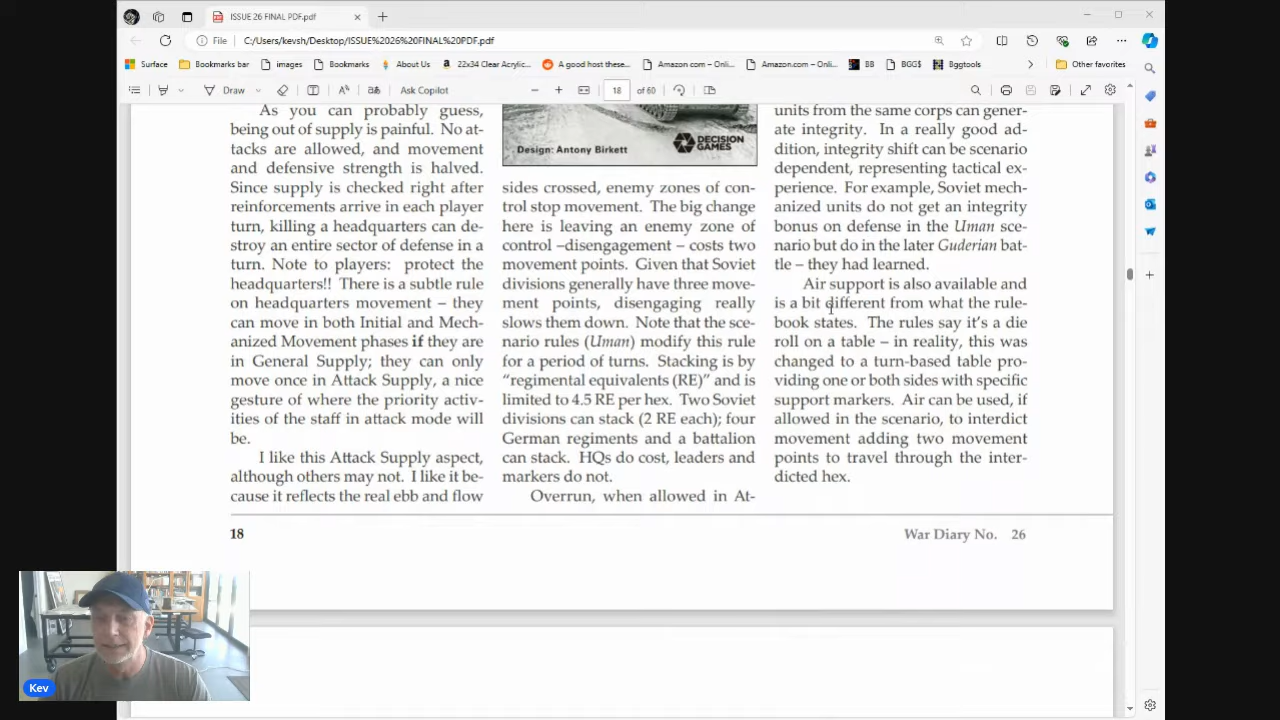 ISSUE 26 FINAL PDF.pdf
File C:/Users/kevsh/Desktop/ISSUE%2026%20FINAL%20PDF.pdf
Surface Bookmarks bar images Bookmarks About Us 22x34 Clear Acrylic... A good host these... Amazon.com – Onli... Amazon.com – Onli... BB BGG$ Bggtools Other favorites
Draw Ask Copilot 18 of 60
As you can probably guess,
being out of supply is painful. No at-
tacks are allowed, and movement
and defensive strength is halved.
Since supply is checked right after
reinforcements arrive in each player
turn, killing a headquarters can de-
stroy an entire sector of defense in a
turn. Note to players: protect the
headquarters!! There is a subtle rule
on headquarters movement – they
can move in both Initial and Mech-
anized Movement phases if they are
in General Supply; they can only
move once in Attack Supply, a nice
gesture of where the priority activ-
ities of the staff in attack mode will
be.
I like this Attack Supply aspect,
although others may not. I like it be-
cause it reflects the real ebb and flow
Design: Antony Birkett
DECISION
GAMES
sides crossed, enemy zones of con-
trol stop movement. The big change
here is leaving an enemy zone of
control –disengagement – costs two
movement points. Given that Soviet
divisions generally have three move-
ment points, disengaging really
slows them down. Note that the sce-
nario rules (Uman) modify this rule
for a period of turns. Stacking is by
“regimental equivalents (RE)” and is
limited to 4.5 RE per hex. Two Soviet
divisions can stack (2 RE each); four
German regiments and a battalion
can stack. HQs do cost, leaders and
markers do not.
Overrun, when allowed in At-
units from the same corps can gener-
ate integrity. In a really good ad-
dition, integrity shift can be scenario
dependent, representing tactical ex-
perience. For example, Soviet mech-
anized units do not get an integrity
bonus on defense in the Uman sce-
nario but do in the later Guderian bat-
tle – they had learned.
Air support is also available and
is a bit different from what the rule-
book states. The rules say it’s a die
roll on a table – in reality, this was
changed to a turn-based table pro-
viding one or both sides with specific
support markers. Air can be used, if
allowed in the scenario, to interdict
movement adding two movement
points to travel through the inter-
dicted hex.
18
War Diary No. 26
Kev